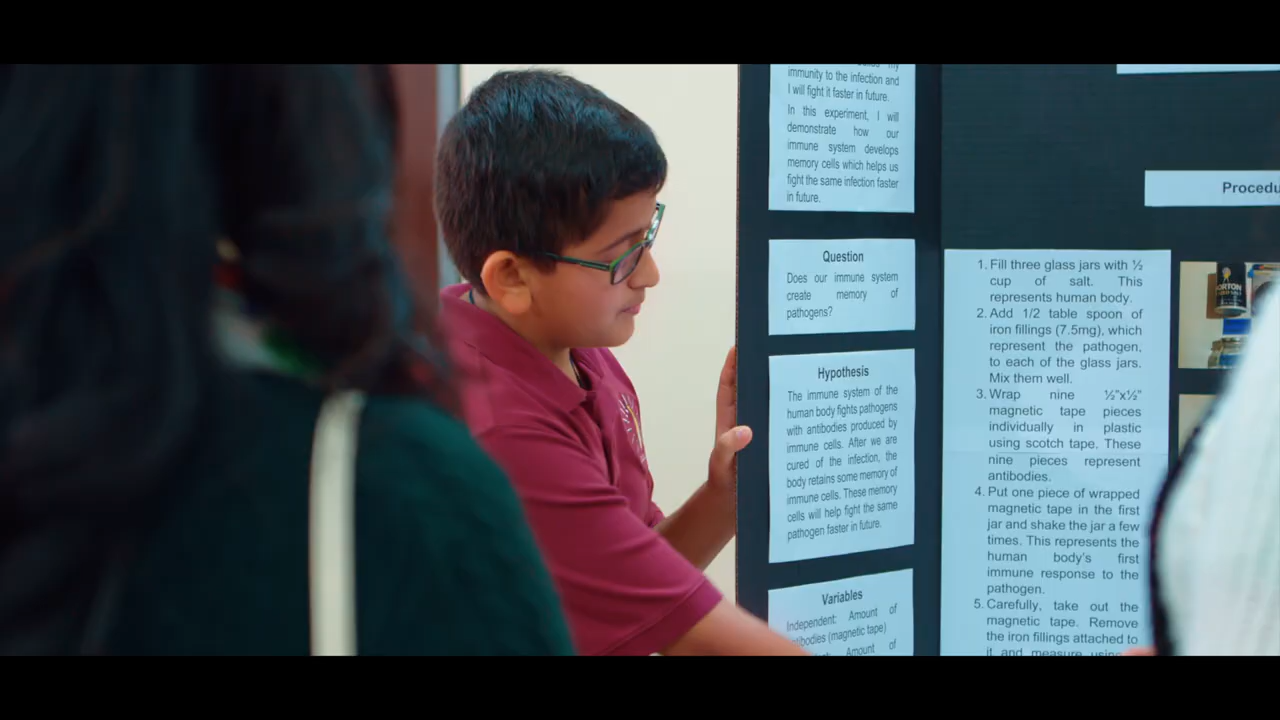 immunity to the infection and
I will fight it faster in future.
In this experiment, I will
demonstrate how our
immune system develops
memory cells which helps us
fight the same infection faster
in future.
Question
Does our immune system
create memory of
pathogens?
Hypothesis
The immune system of the
human body fights pathogens
with antibodies produced by
immune cells. After we are
cured of the infection, the
body retains some memory of
immune cells. These memory
cells will help fight the same
pathogen faster in future.
Variables
Independent: Amount of
antibodies (magnetic tape)
Amount of
Procedu
1. Fill three glass jars with ½
cup of salt. This
represents human body.
2. Add 1/2 table spoon of
iron fillings (7.5mg), which
represent the pathogen,
to each of the glass jars.
Mix them well.
3. Wrap nine ½"x½"
magnetic tape pieces
individually in plastic
using scotch tape. These
nine pieces represent
antibodies.
4. Put one piece of wrapped
magnetic tape in the first
jar and shake the jar a few
times. This represents the
human body's first
immune response to the
pathogen.
5. Carefully, take out the
magnetic tape. Remove
the iron fillings attached to
it and measure using
ORTON